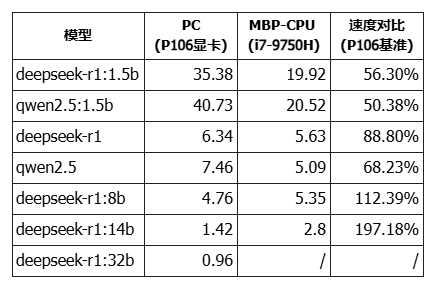 模型 PC MBP-CPU 速度对比
(P106显卡) (i7-9750H) (P106基准)
deepseek-r1:1.5b 35.38 19.92 56.30%
qwen2.5:1.5b 40.73 20.52 50.38%
deepseek-r1 6.34 5.63 88.80%
qwen2.5 7.46 5.09 68.23%
deepseek-r1:8b 4.76 5.35 112.39%
deepseek-r1:14b 1.42 2.8 197.18%
deepseek-r1:32b 0.96 / /